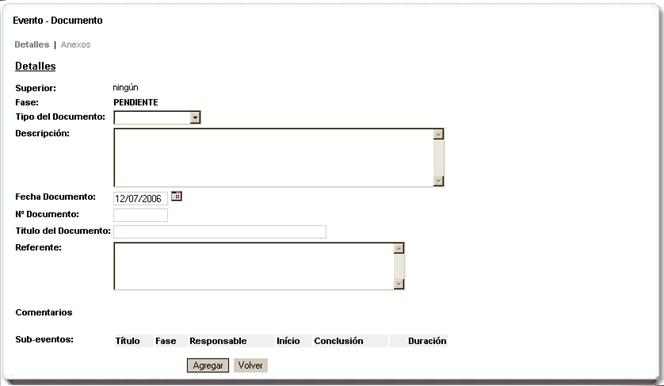 Evento - Documento
Detalles | Anexos
Detalles
Superior: ningún
Fase: PENDIENTE
Tipo del Documento:
Descripción:
Fecha Documento: 12/07/2006
Nº Documento:
Titulo del Documento:
Referente:
Comentarios
Sub-eventos: Título Fase Responsable Início Conclusión Duración
Agregar Volver